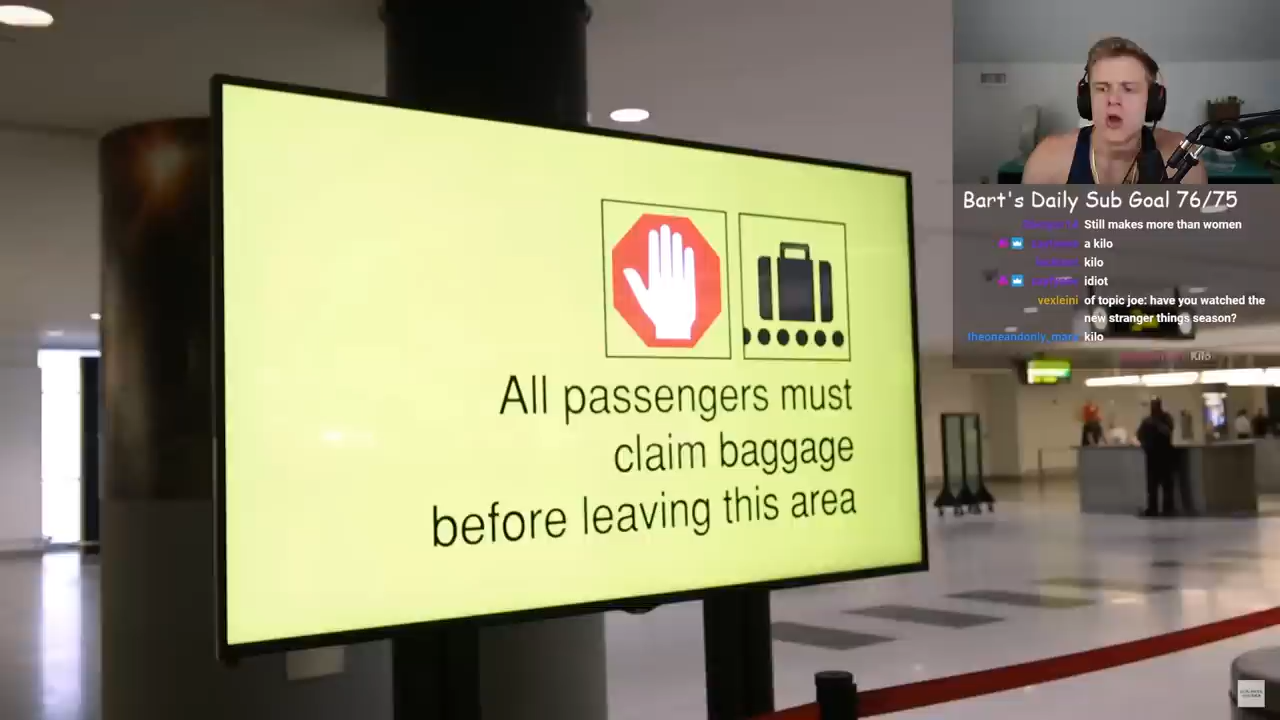 All passengers must
claim baggage
before leaving this area
Bart's Daily Sub Goal 76/75
Still makes more than women
a kilo
kilo
idiot
vexleini of topic joe: have you watched the
new stranger things season?
kilo
Kilo